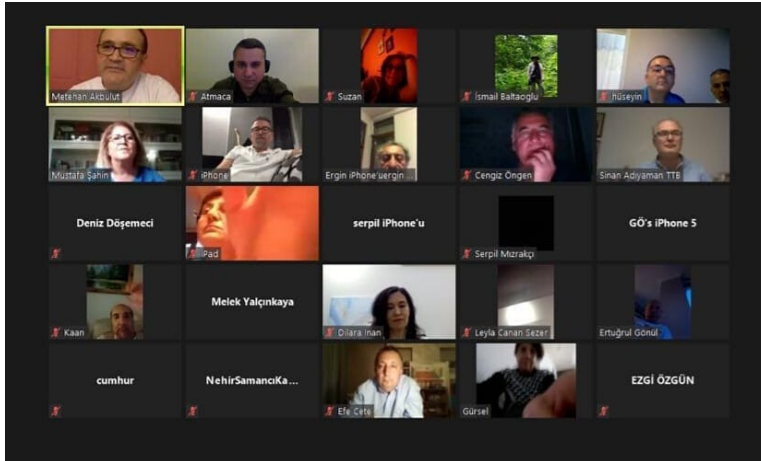 Metehan Akbulut
Atmaca
Suzan
İsmail Baltaoglu
hüseyin
Mustafa Şahin
iPhone
Ergin iPhone'uergin ...
Cengiz Öngen
Sinan Adıyaman TTB
Deniz Döşemeci
iPad
serpil iPhone'u
Serpil Mızrakçı
GÖ's iPhone 5
Kaan
Melek Yalçınkaya
Dilara İnan
Leyla Canan Sezer
Ertuğrul Gönül
cumhur
NehirSamancıKa...
Efe Cete
Gürsel
EZGİ ÖZGÜN